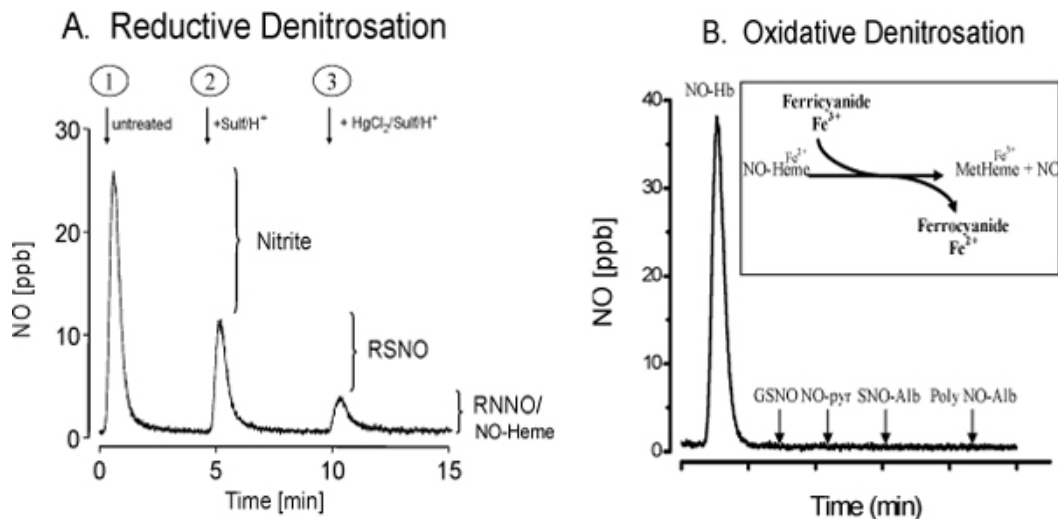 A. Reductive Denitrosation
1 2 3
untreated +Sulf/H⁺ + HgCl₂/Sulf/H⁺
30
20
10
0
NO [ppb]
Nitrite
RSNO
RNNO/
NO-Heme
0 5 10 15
Time [min]
B. Oxidative Denitrosation
NO-Hb
Ferricyanide
Fe³⁺
Fe²⁺ Fe³⁺
NO-Heme MetHeme + NO
Ferrocyanide
Fe²⁺
40
30
20
10
0
NO [ppb]
GSNO NO-pyr SNO-Alb Poly NO-Alb
Time (min)